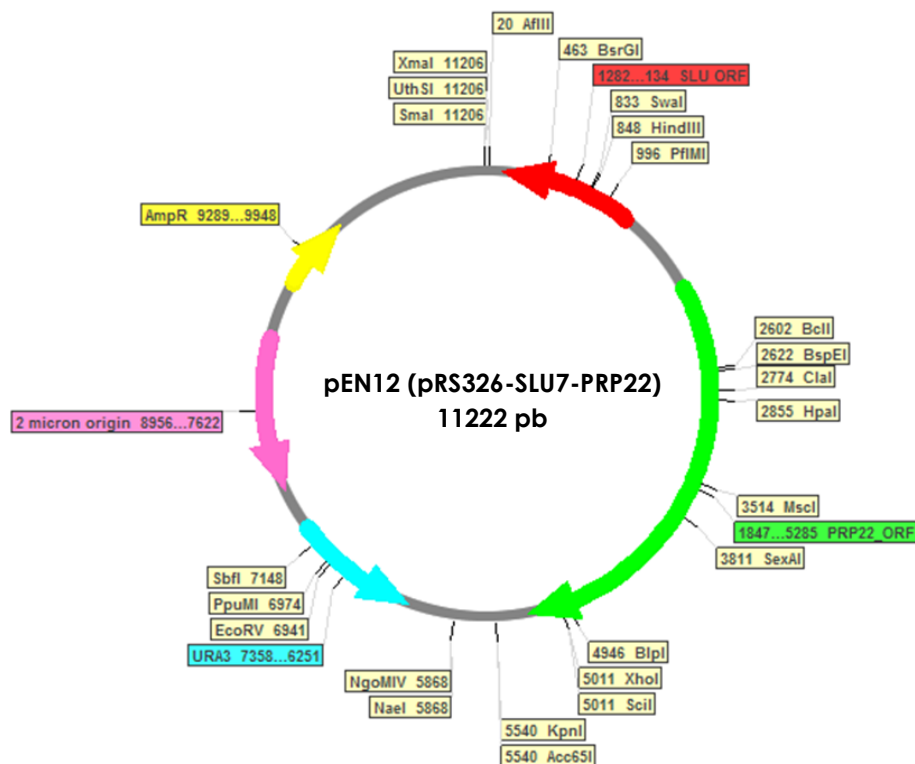 20 AflII
463 BsrGI
XmaI 11206
1282...134 SLU ORF
UthSI 11206
833 SwaI
SmaI 11206
848 HindIII
996 PflMI
AmpR 9289...9948
2602 BclI
2622 BspEI
2774 ClaI
2855 HpaI
pEN12 (pRS326-SLU7-PRP22)
11222 pb
2 micron origin 8956...7622
3514 MscI
1847...5285 PRP22_ORF
3811 SexAI
SbfI 7148
PpuMI 6974
EcoRV 6941
URA3 7358...6251
4946 BlpI
5011 XhoI
5011 SciI
NgoMIV 5868
NaeI 5868
5540 KpnI
5540 Acc65I